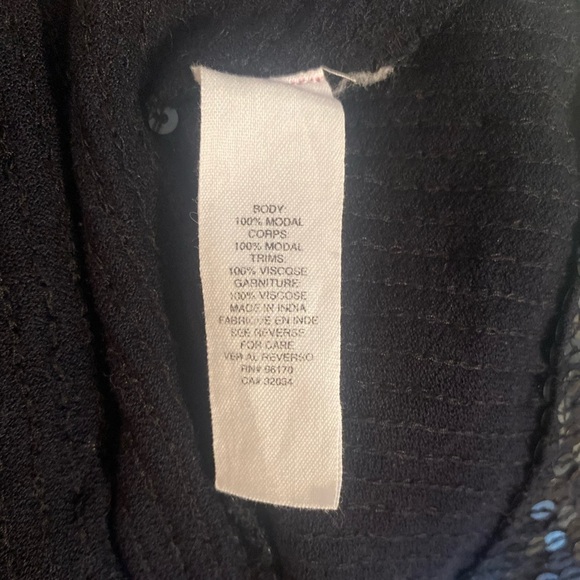 BODY:
100% MODAL
CORPS:
100% MODAL
TRIMS:
100% VISCOSE
GARNITURE:
100% VISCOSE
MADE IN INDIA
FABRIQUE EN INDE
SEE REVERSE
FOR CARE
VER AL REVERSO
RN# 96170
CA# 32034